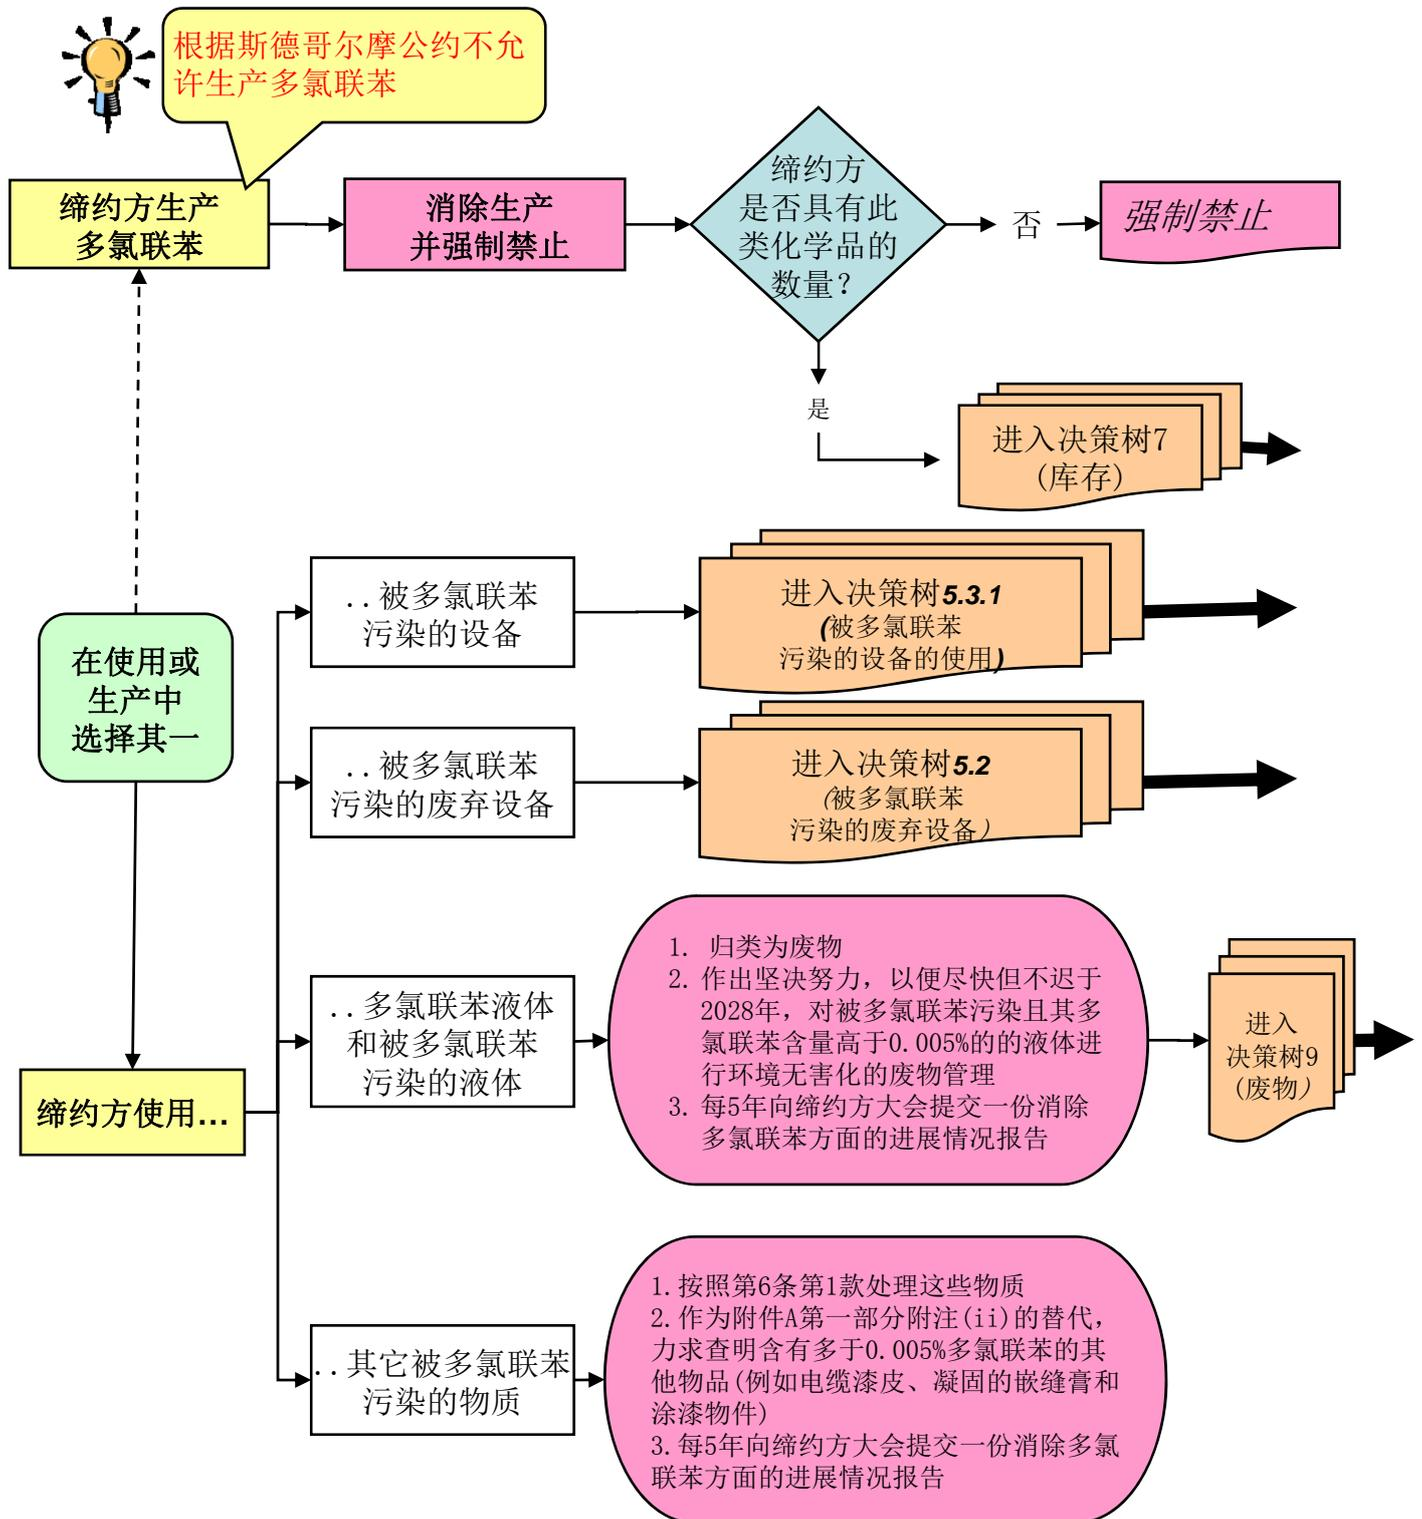 根据斯德哥尔摩公约不允
许生产多氯联苯
缔约方生产
多氯联苯
消除生产
并强制禁止
缔约方
是否具有此
类化学品的
数量？
否
强制禁止
是
进入决策树7
(库存)
在使用或
生产中
选择其一
..被多氯联苯
污染的设备
进入决策树5.3.1
(被多氯联苯
污染的设备的使用)
..被多氯联苯
污染的废弃设备
进入决策树5.2
(被多氯联苯
污染的废弃设备)
缔约方使用…
..多氯联苯液体
和被多氯联苯
污染的液体
1. 归类为废物
2. 作出坚决努力，以便尽快但不迟于
2028年，对被多氯联苯污染且其多
氯联苯含量高于0.005%的的液体进
行环境无害化的废物管理
3. 每5年向缔约方大会提交一份消除
多氯联苯方面的进展情况报告
进入
决策树9
(废物)
..其它被多氯联苯
污染的物质
1.按照第6条第1款处理这些物质
2.作为附件A第一部分附注(ii)的替代，
力求查明含有多于0.005%多氯联苯的其
他物品(例如电缆漆皮、凝固的嵌缝膏和
涂漆物件)
3.每5年向缔约方大会提交一份消除多氯
联苯方面的进展情况报告